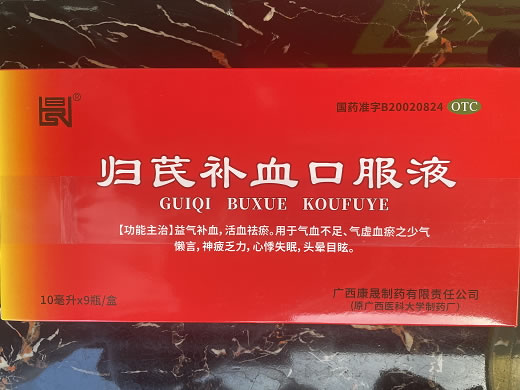 ®
国药准字B20020824 OTC
归芪补血口服液
GUIQI BUXUE KOUFUYE
【功能主治】益气补血,活血祛瘀。用于气血不足、气虚血瘀之少气
懒言,神疲乏力,心悸失眠,头晕目眩。
10毫升x9瓶/盒
广西康晟制药有限责任公司
(原广西医科大学制药厂)